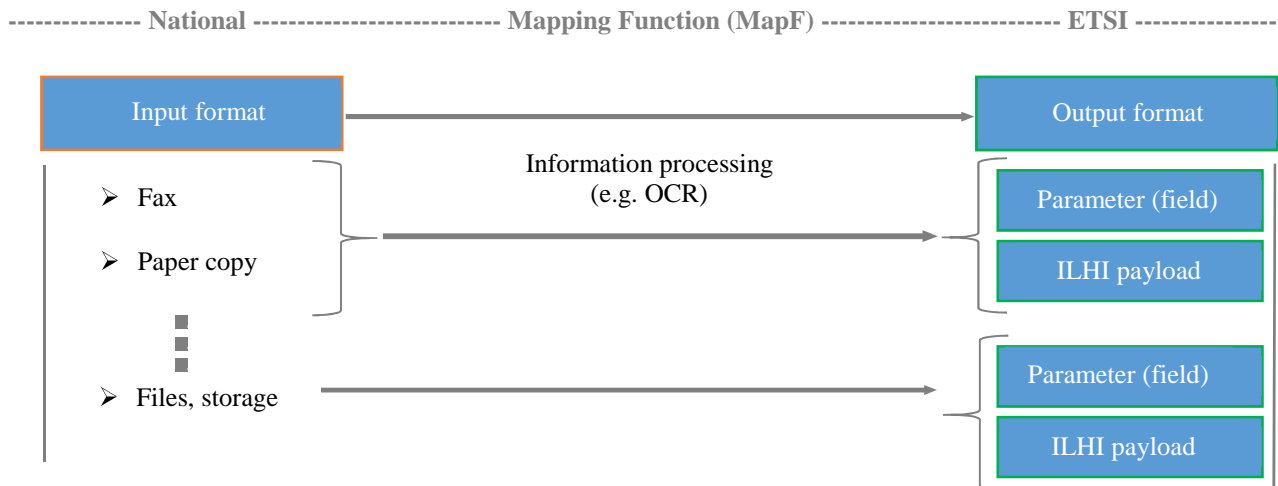 National Mapping Function (MapF) ETSI
Input format Output format
Information processing
(e.g. OCR)
➢ Fax
Parameter (field)
➢ Paper copy
ILHI payload
➢ Files, storage
Parameter (field)
ILHI payload